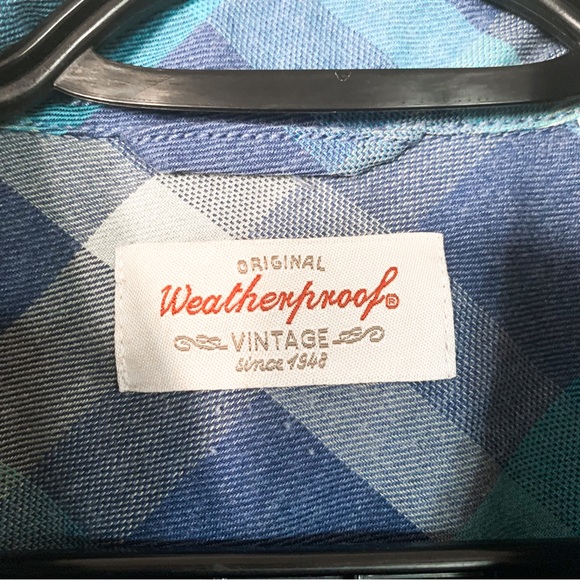 ORIGINAL
Weatherproof®
VINTAGE
since 1948